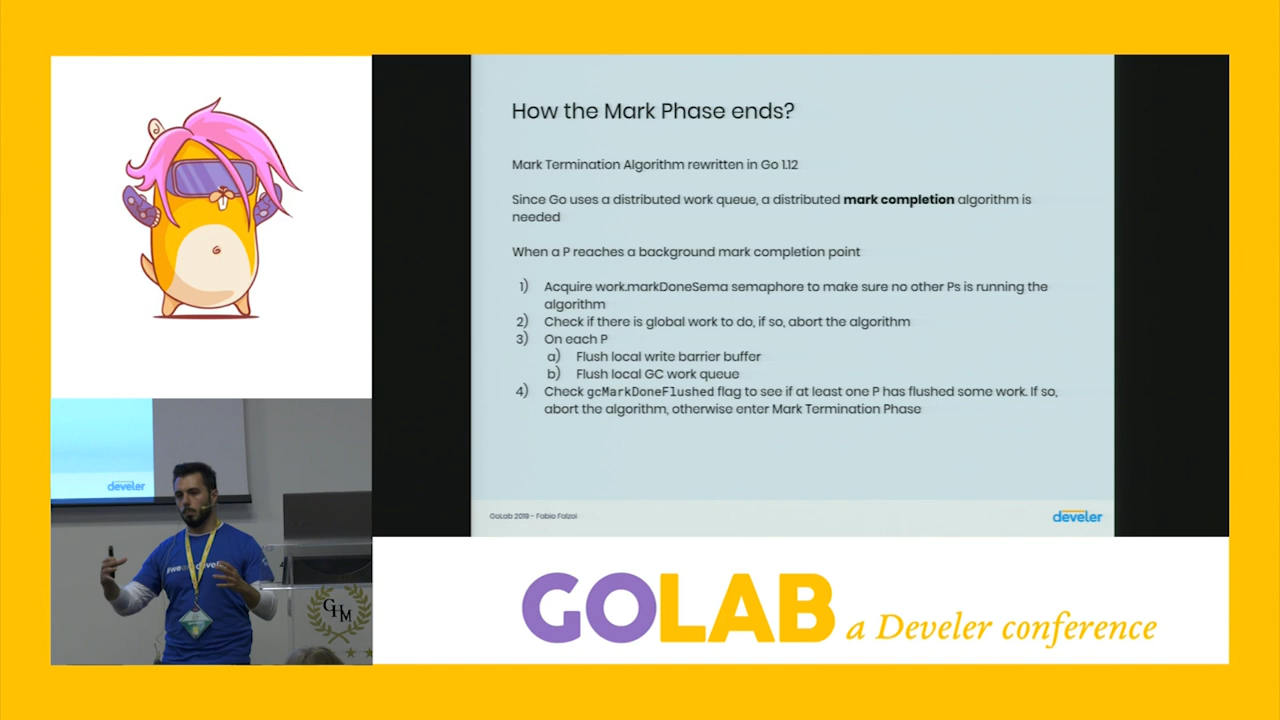 How the Mark Phase ends?
Mark Termination Algorithm rewritten in Go 1.12
Since Go uses a distributed work queue, a distributed mark completion algorithm is
needed
When a P reaches a background mark completion point
1) Acquire work.markDoneSema semaphore to make sure no other Ps is running the
algorithm
2) Check if there is global work to do, if so, abort the algorithm
3) On each P
a) Flush local write barrier buffer
b) Flush local GC work queue
4) Check gcMarkDoneFlushed flag to see if at least one P has flushed some work. If so,
abort the algorithm, otherwise enter Mark Termination Phase
GoLab 2019 - Fabio Falzoi
develer
develer
GHM
GOLAB a Develer conference